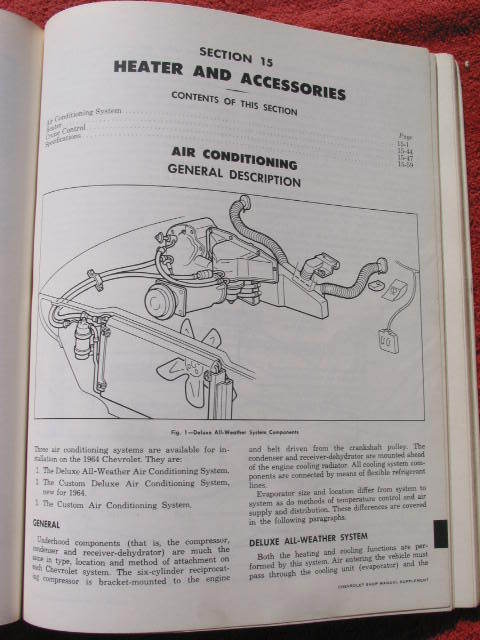 SECTION 15
HEATER AND ACCESSORIES
CONTENTS OF THIS SECTION
Page
Air Conditioning System 15-1
Heater 15-44
Cruise Control 15-47
Specifications 15-59
AIR CONDITIONING
GENERAL DESCRIPTION
Fig. 1—Deluxe All-Weather System Components
Three air conditioning systems are available for in-
stallation on the 1964 Chevrolet. They are:
1. The Deluxe All-Weather Air Conditioning System.
1. The Custom Deluxe Air Conditioning System,
new for 1964.
1. The Custom Air Conditioning System.
GENERAL
Underhood components (that is, the compressor,
condenser and receiver-dehydrator) are much the
same in type, location and method of attachment on
each Chevrolet system. The six-cylinder reciprocat-
ing compressor is bracket-mounted to the engine
and belt driven from the crankshaft pulley. The
condenser and receiver-dehydrator are mounted ahead
of the engine cooling radiator. All cooling system com-
ponents are connected by means of flexible refrigerant
lines.
Evaporator size and location differ from system to
system as do methods of temperature control and air
supply and distribution. These differences are covered
in the following paragraphs.
DELUXE ALL-WEATHER SYSTEM
Both the heating and cooling functions are per-
formed by this system. Air entering the vehicle must
pass through the cooling unit (evaporator) and the
CHEVROLET SHOP MANUAL SUPPLEMENT